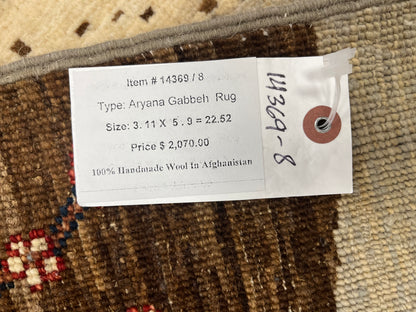 Item # 14369 / 8
Type: Aryana Gabbeh Rug
Size: 3. 11 X 5 . 9 = 22.52
Price $ 2,070.00
100% Handmade Wool In Afghanistan
14369-8